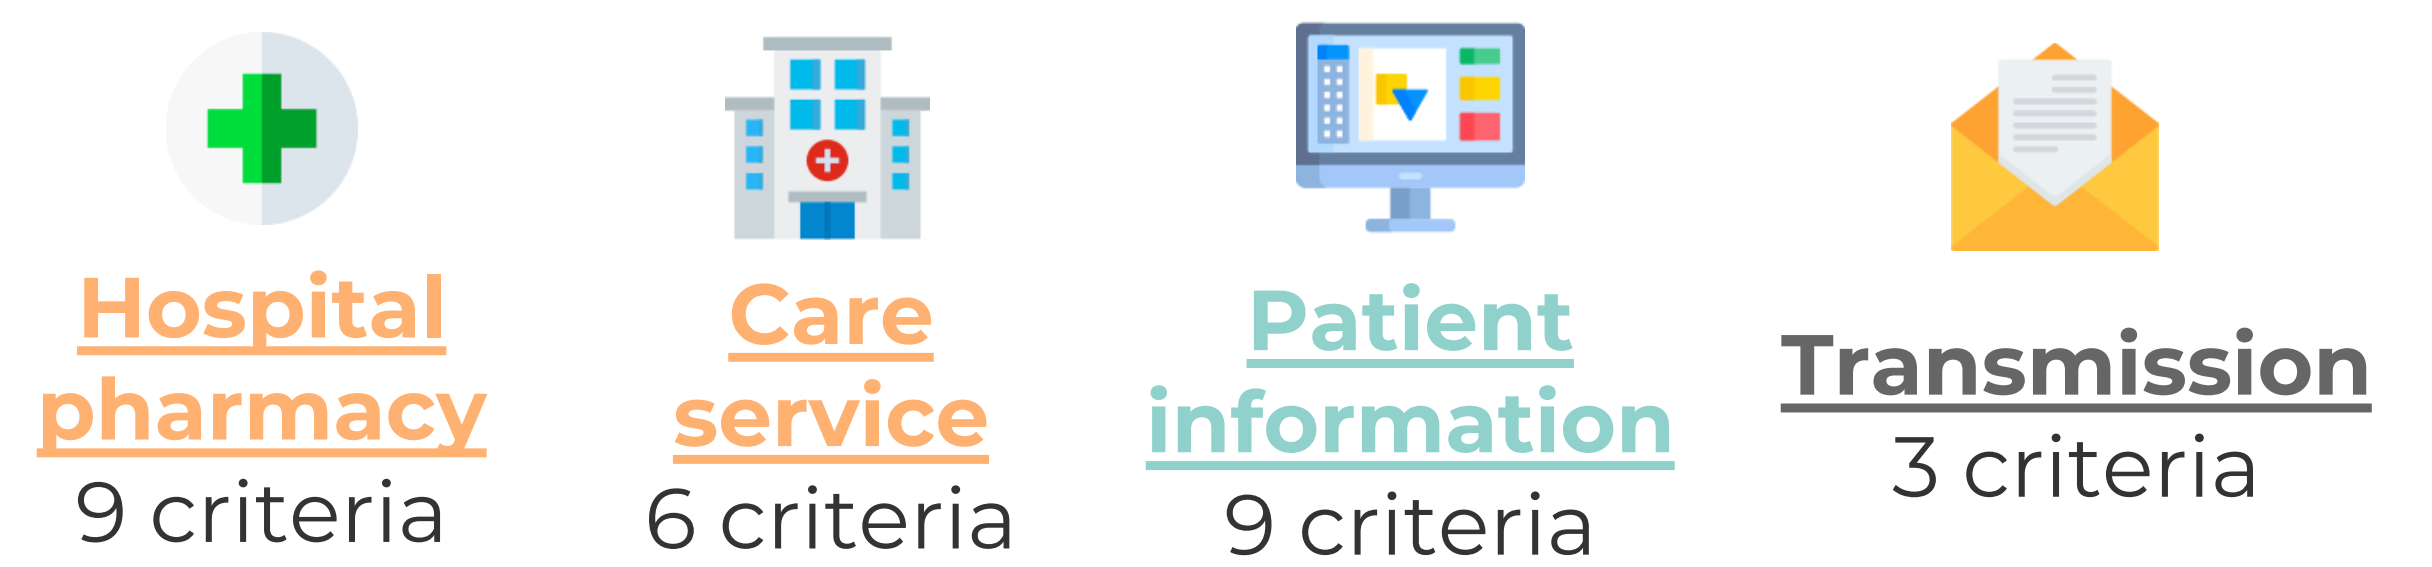 Hospital
pharmacy
9 criteria
Care
service
6 criteria
Patient
information
9 criteria
Transmission
3 criteria